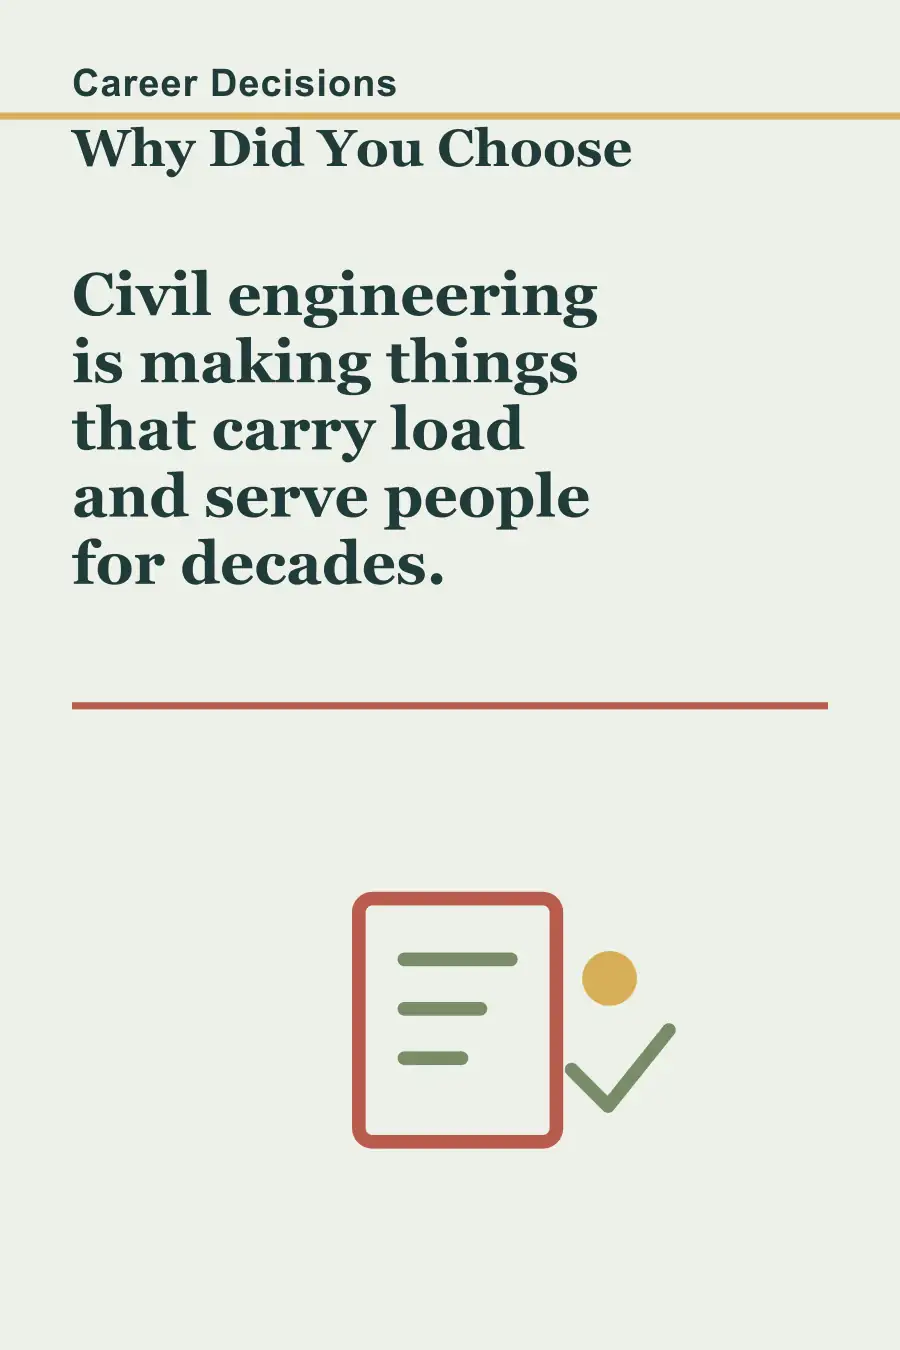 Career Decisions
Why Did You Choose
Civil engineering
is making things
that carry load
and serve people
for decades.